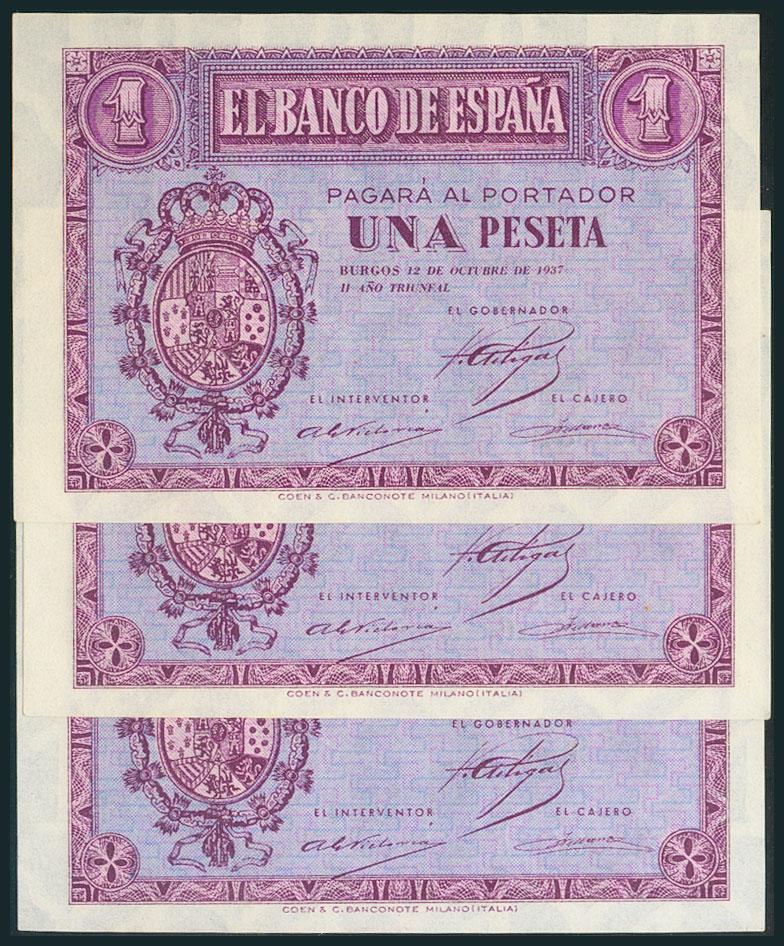 1 EL BANCO DE ESPAÑA 1
PAGARÁ AL PORTADOR
UNA PESETA
BURGOS 12 DE OCTUBRE DE 1937
II AÑO TRIUNFAL
EL GOBERNADOR
EL INTERVENTOR EL CAJERO
COEN & C. BANCONOTE MILANO (ITALIA)
EL INTERVENTOR EL CAJERO
COEN & C. BANCONOTE MILANO (ITALIA)
EL GOBERNADOR
EL INTERVENTOR EL CAJERO
COEN & C. BANCONOTE MILANO (ITALIA)